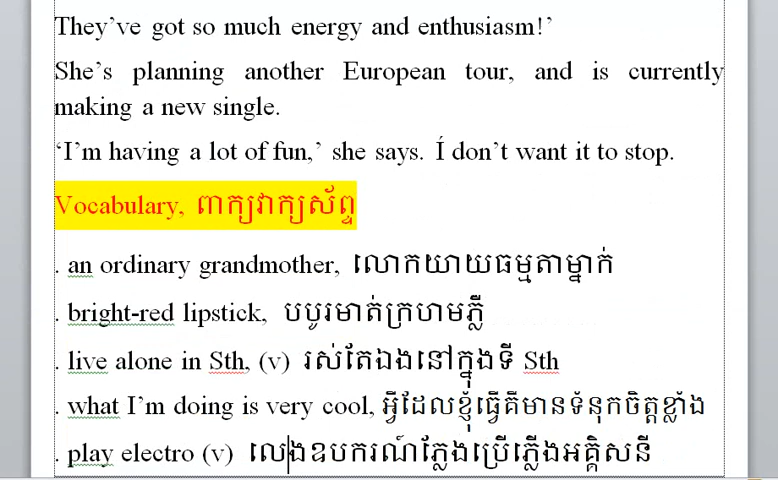 They’ve got so much energy and enthusiasm!’
She’s planning another European tour, and is currently
making a new single.
‘I’m having a lot of fun,’ she says. Í don’t want it to stop.
Vocabulary, ពាក្យវាក្យស័ព្ទ
. an ordinary grandmother, លោកយាយធម្មតាម្នាក់
. bright-red lipstick, បបូរមាត់ក្រហមភ្លឺ
. live alone in Sth, (v) រស់តែឯងនៅក្នុងទី Sth
. what I’m doing is very cool, អ្វីដែលខ្ញុំធ្វើគឺមានទំនុកចិត្តខ្លាំង
. play electro (v) លេងឧបករណ៍ភ្លែងប្រើភ្លើងអគ្គិសនី